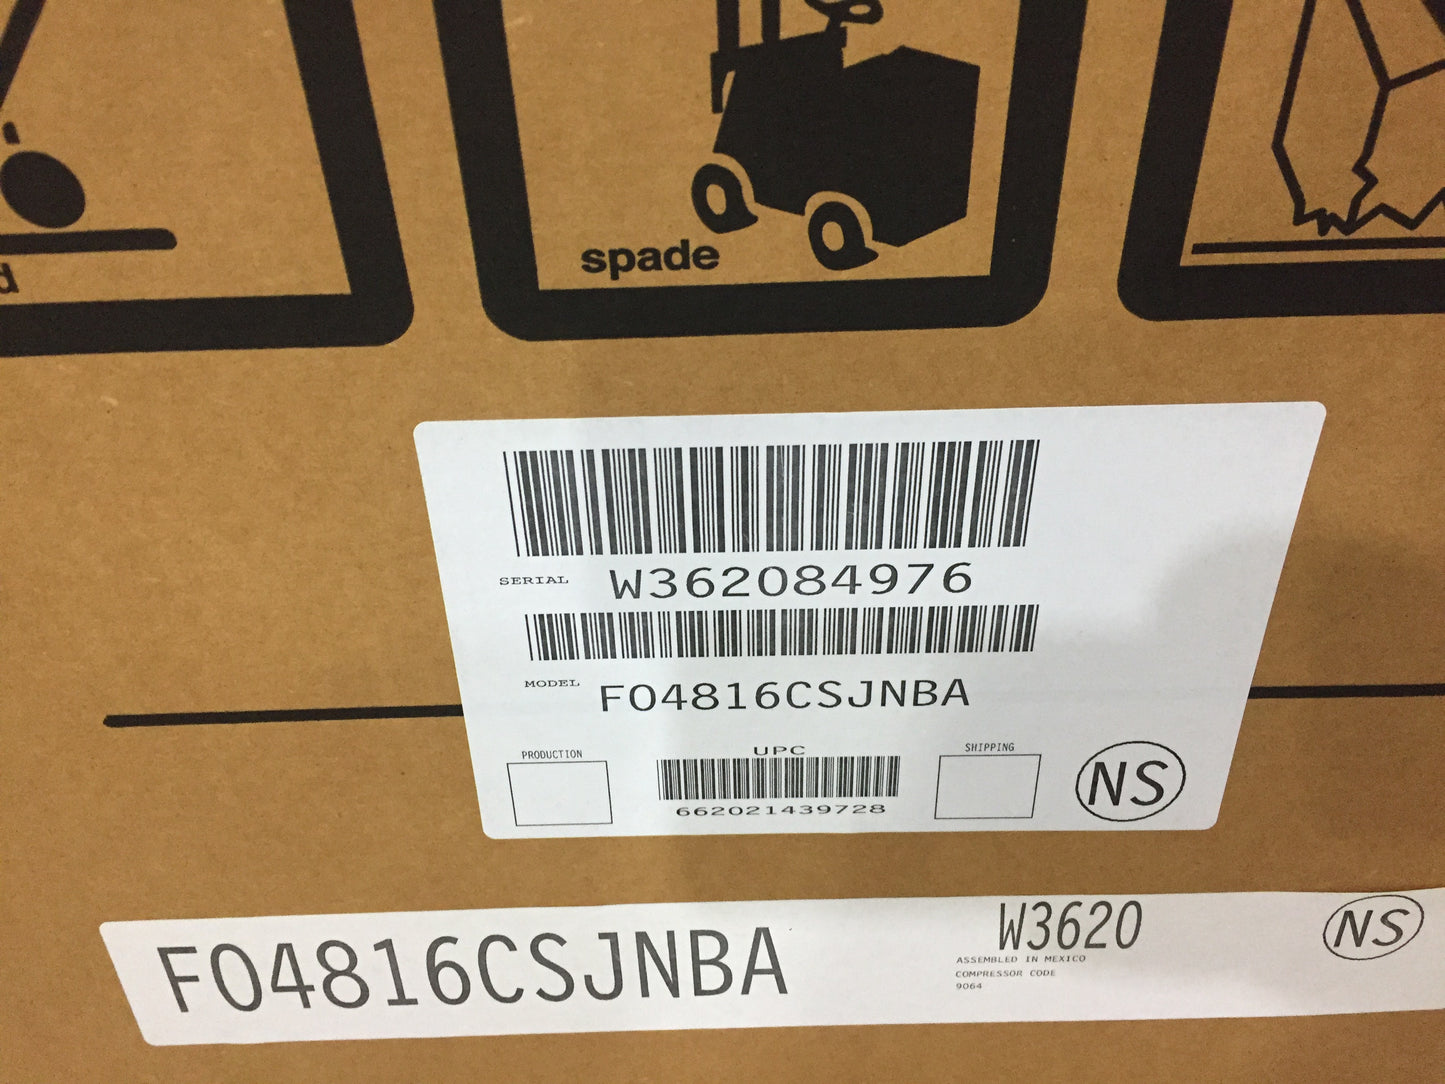 spade
d
SERIAL W362084976
MODEL FO4816CSJNBA
PRODUCTION
UPC
SHIPPING
662021439728
NS
FO4816CSJNBA
W3620
ASSEMBLED IN MEXICO
COMPRESSOR CODE
9064
NS